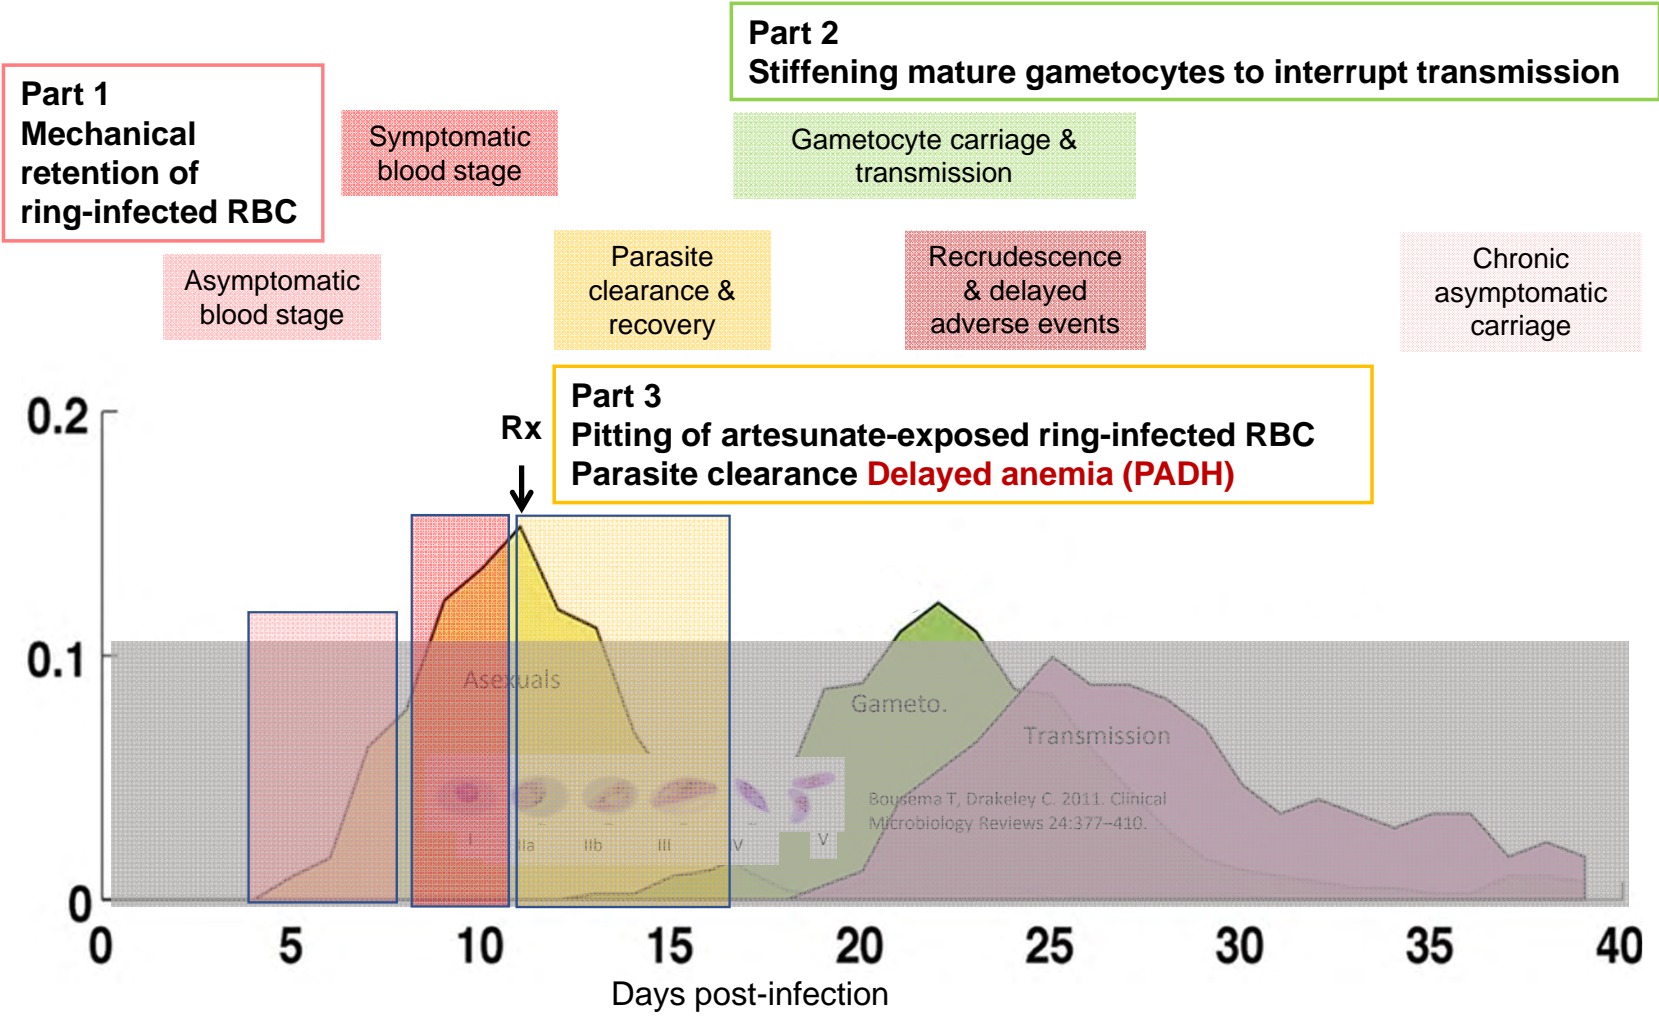 Part 1
Mechanical
retention of
ring-infected RBC
Part 2
Stiffening mature gametocytes to interrupt transmission
Symptomatic
blood stage
Gametocyte carriage &
transmission
Asymptomatic
blood stage
Parasite
clearance &
recovery
Recrudescence
& delayed
adverse events
Chronic
asymptomatic
carriage
Part 3
Pitting of artesunate-exposed ring-infected RBC
Parasite clearance Delayed anemia (PADH)
Rx
0.2
0.1
0
Asexuals
Gameto.
Transmission
Bousema T, Drakeley C. 2011. Clinical
Microbiology Reviews 24:377–410.
I IIa IIb III V V
0 5 10 15 20 25 30 35 40
Days post-infection